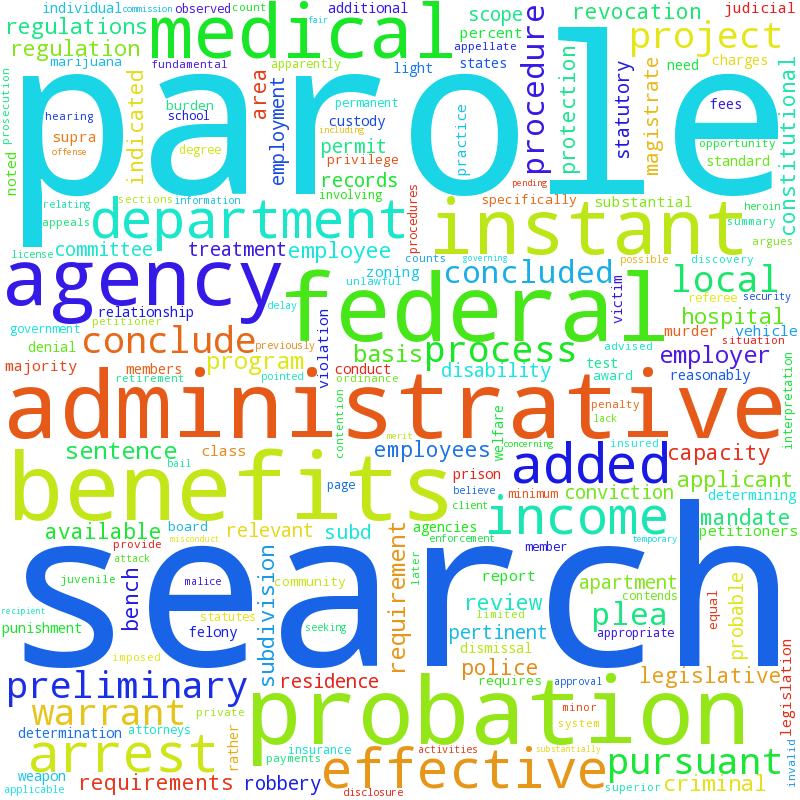 individual commission observed count additional judicial
regulations medical fair percent scope revocation project
regulation fundamental apparently appellate states
marijuana light need charges
parole
prosecution
hearing burden school permanent custody including practice
procedure protection statutory magistrate fees
constitutional
noted supra indicated offense degree area employment
permit privilege records involving
opportunity standard
sections information relating appeals license
procedures pending specifically substantial heroin summary argues
department instant
committee treatment employee
counts governing possible discovery
agency federal local
zoning concluded unlawful victim referee security
relationship delay hospital
government petitioner
denial conclude previously murder vehicle
majority members program violation basis process advised situation
conduct disability test employer
retirement pointed ordinance award reasonably interpretation
administrative
contention penalty lack
sentence class merit employees welfare concerning insured
benefits added capacity
bail page prison believe client minimum conviction applicant determining
available board relevant subd agencies income mandate
provide misconduct enforcement member petitioners temporary
attack
search
juvenile bench subdivision malice community requirement later report apartment contends
recipient punishment statutes felony seeking review limited plea appropriate equal probable
imposed pertinent dismissal
police requires legislative
preliminary residence probation approval legislation
warrant private minor
determination attorneys rather system
arrest insurance activities substantially
payments effective pursuant invalid
weapon applicable requirements robbery disclosure superior criminal